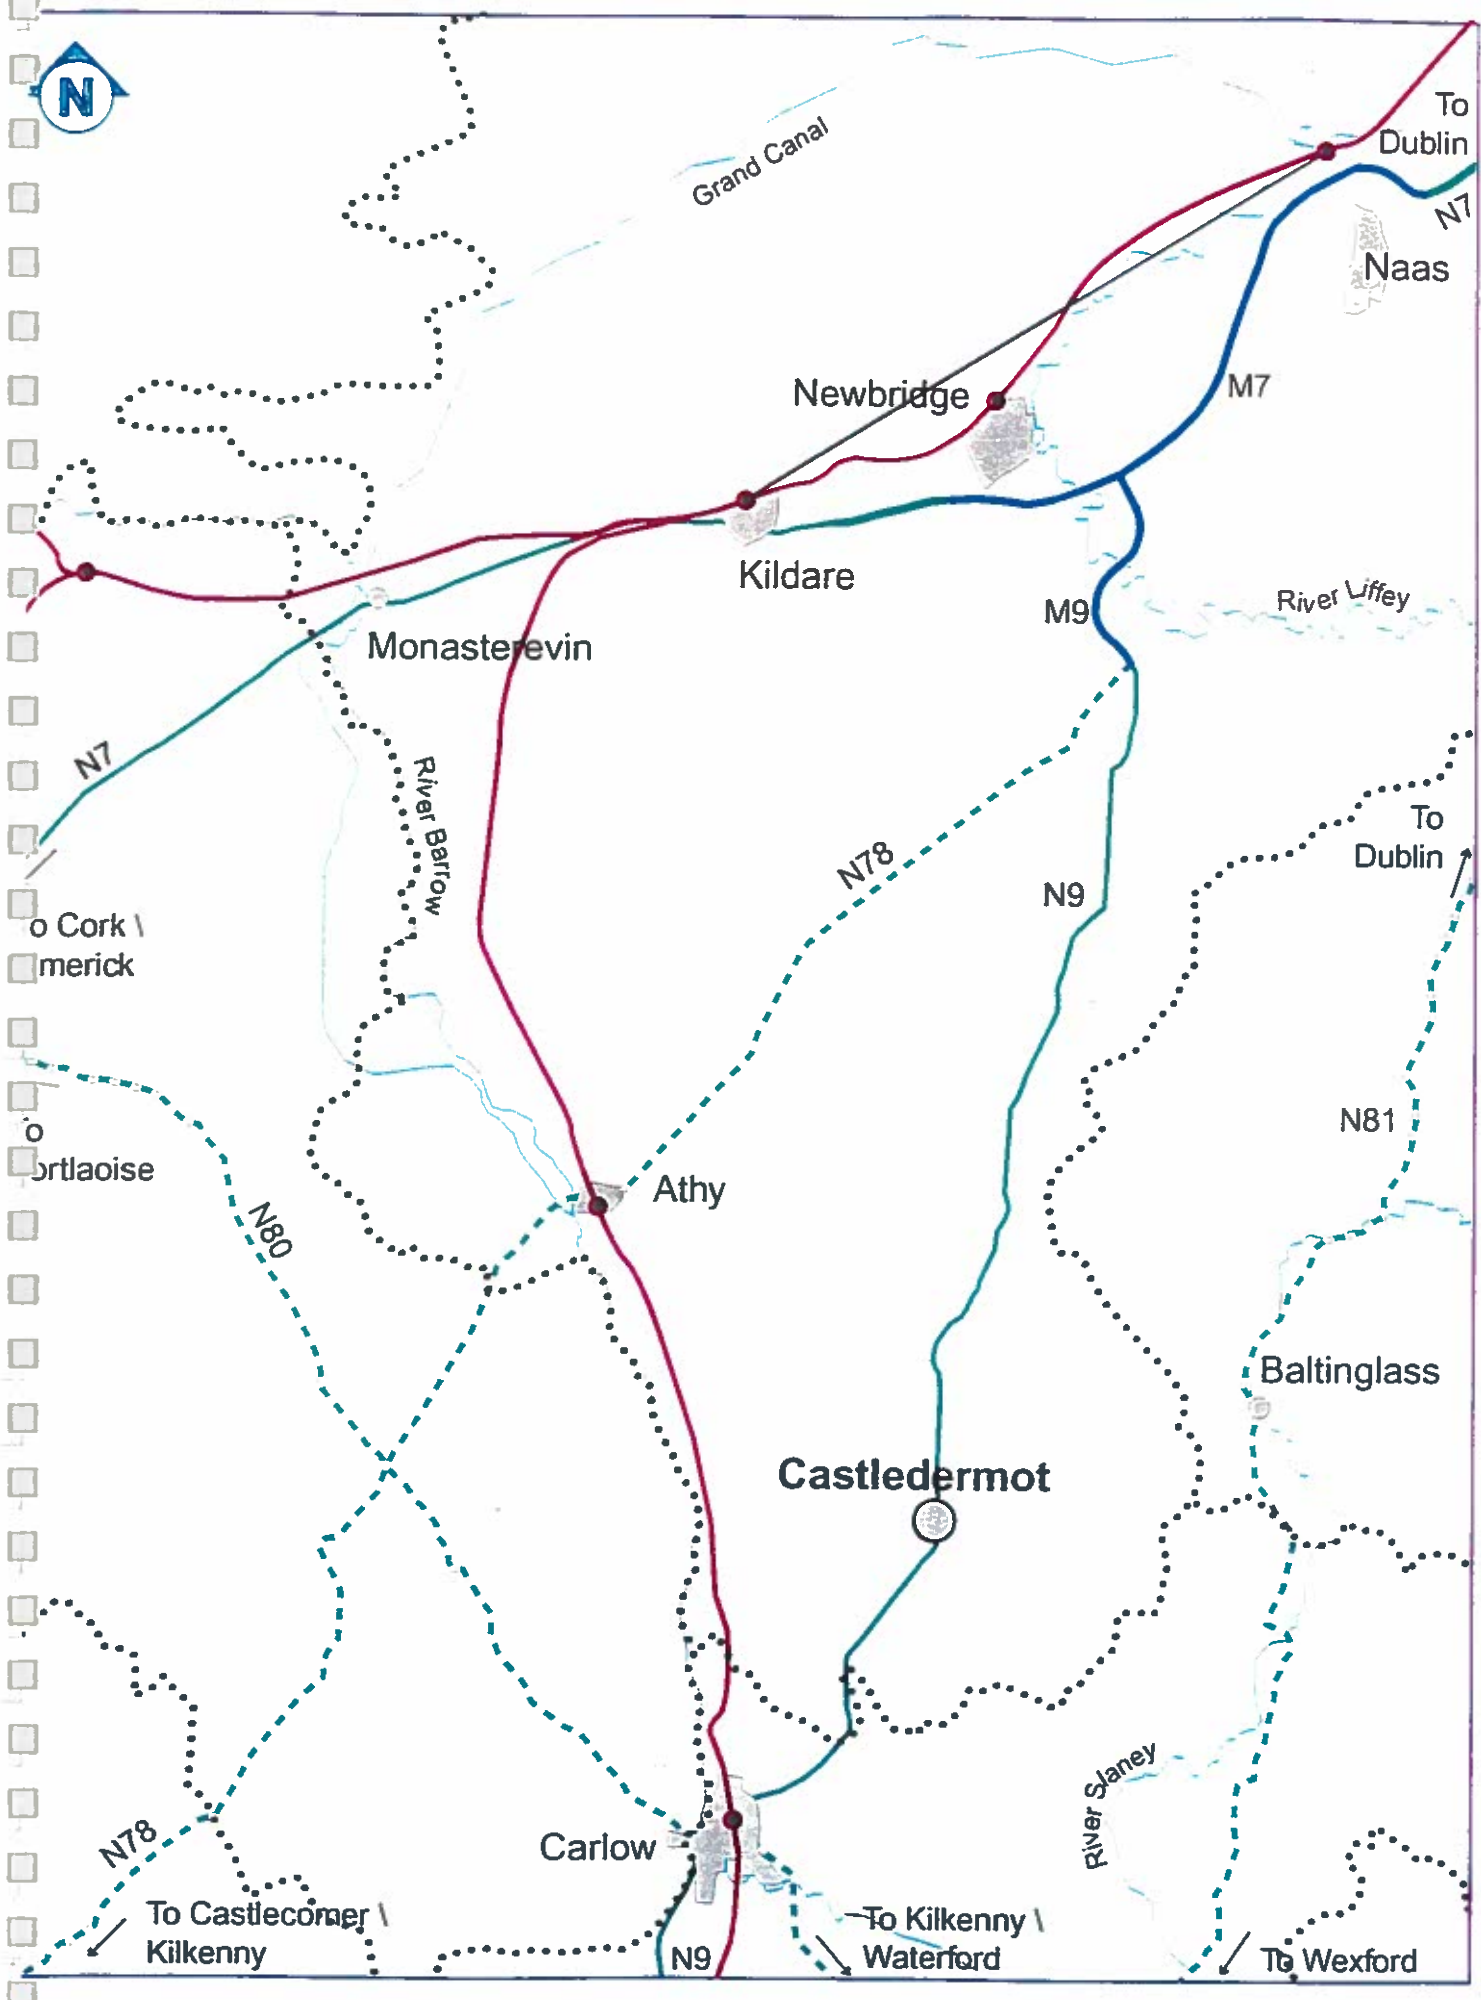 N
To
Dublin
N7
Grand Canal
Naas
M7
Newbridge
Kildare
M9
River Liffey
Monasterevin
N7
River Barrow
To
Dublin
N78
N9
o Cork \
merick
N81
o
ortlaoise
Athy
N80
Baltinglass
Castledermot
River Slaney
N78
Carlow
To Castlecomer \
Kilkenny
N9
To Kilkenny \
Waterford
To Wexford